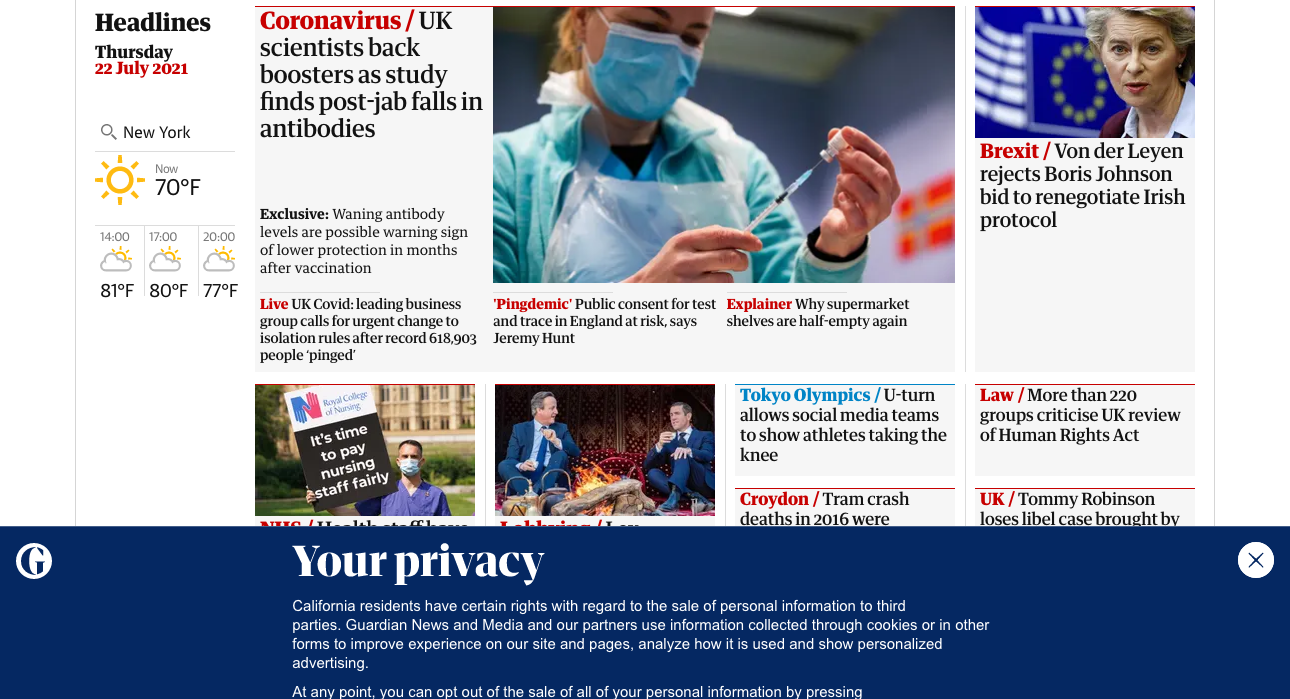 Headlines
Thursday
22 July 2021
New York
Now
70°F
14:00
17:00
20:00
81°F
80°F
77°F
Coronavirus / UK
scientists back
boosters as study
finds post-jab falls in
antibodies
Exclusive: Waning antibody
levels are possible warning sign
of lower protection in months
after vaccination
Live UK Covid: leading business
group calls for urgent change to
isolation rules after record 618,903
people ‘pinged’
'Pingdemic' Public consent for test
and trace in England at risk, says
Jeremy Hunt
Explainer Why supermarket
shelves are half-empty again
Brexit / Von der Leyen
rejects Boris Johnson
bid to renegotiate Irish
protocol
Royal College
of Nursing
It's time
to pay
nursing
staff fairly
NHS / Health staff have
Lobbying /
Tokyo Olympics / U-turn
allows social media teams
to show athletes taking the
knee
Croydon / Tram crash
deaths in 2016 were
Law / More than 220
groups criticise UK review
of Human Rights Act
UK / Tommy Robinson
loses libel case brought by
G
Your privacy
California residents have certain rights with regard to the sale of personal information to third
parties. Guardian News and Media and our partners use information collected through cookies or in other
forms to improve experience on our site and pages, analyze how it is used and show personalized
advertising.
At any point, you can opt out of the sale of all of your personal information by pressing